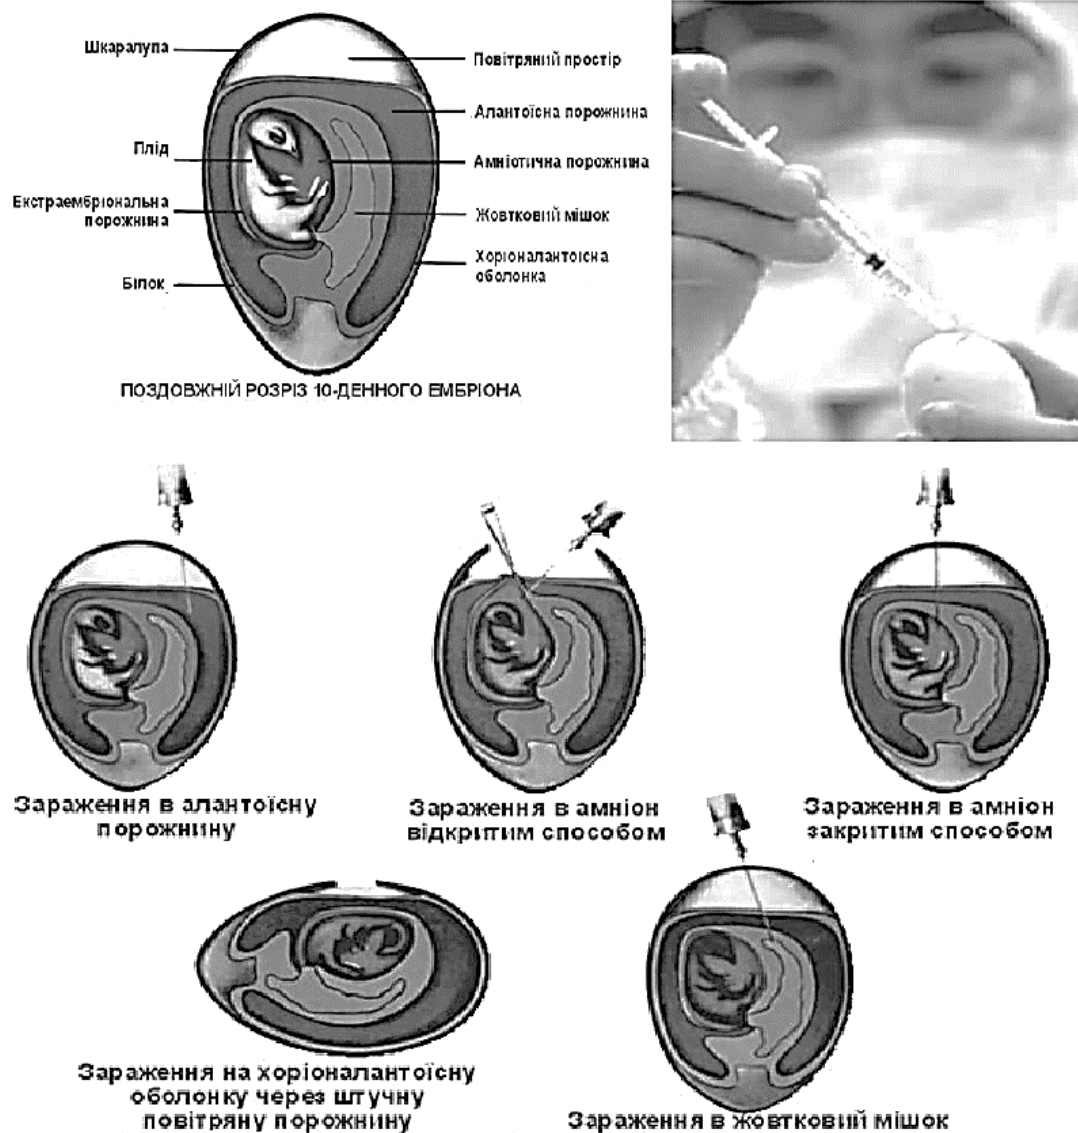 Шкаралупа
Повітряний простір
Алантоїсна порожнина
Плід
Амніотична порожнина
Екстраембріональна
порожнина
Жовтковий мішок
Хоріоналантоїсна
оболонка
Білок
ПОЗДОВЖНІЙ РОЗРІЗ 10-ДЕННОГО ЕМБРІОНА
Зараження в алантоїсну
порожнину
Зараження в амніон
відкритим способом
Зараження в амніон
закритим способом
Зараження на хоріоналантоїсну
оболонку через штучну
повітряну порожнину
Зараження в жовтковий мішок